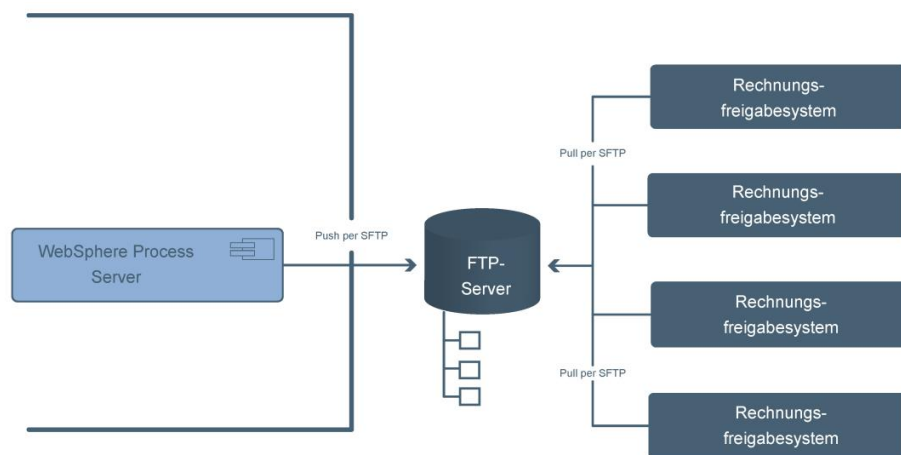 WebSphere Process
Server
Push per SFTP
FTP-
Server
Pull per SFTP
Pull per SFTP
Rechnungs-
freigabesystem
Rechnungs-
freigabesystem
Rechnungs-
freigabesystem
Rechnungs-
freigabesystem